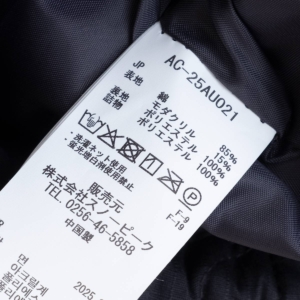 AC-25AU021
JP
表地 綿 85%
モダクリル 15%
裏地 ポリエステル 100%
詰物 ポリエステル 100%
F-9
F-19
・洗濯ネット使用
・蛍光増白剤使用禁止
販売元
株式会社スノーピーク
TEL 0256-46-5858
中国製
2025.
면